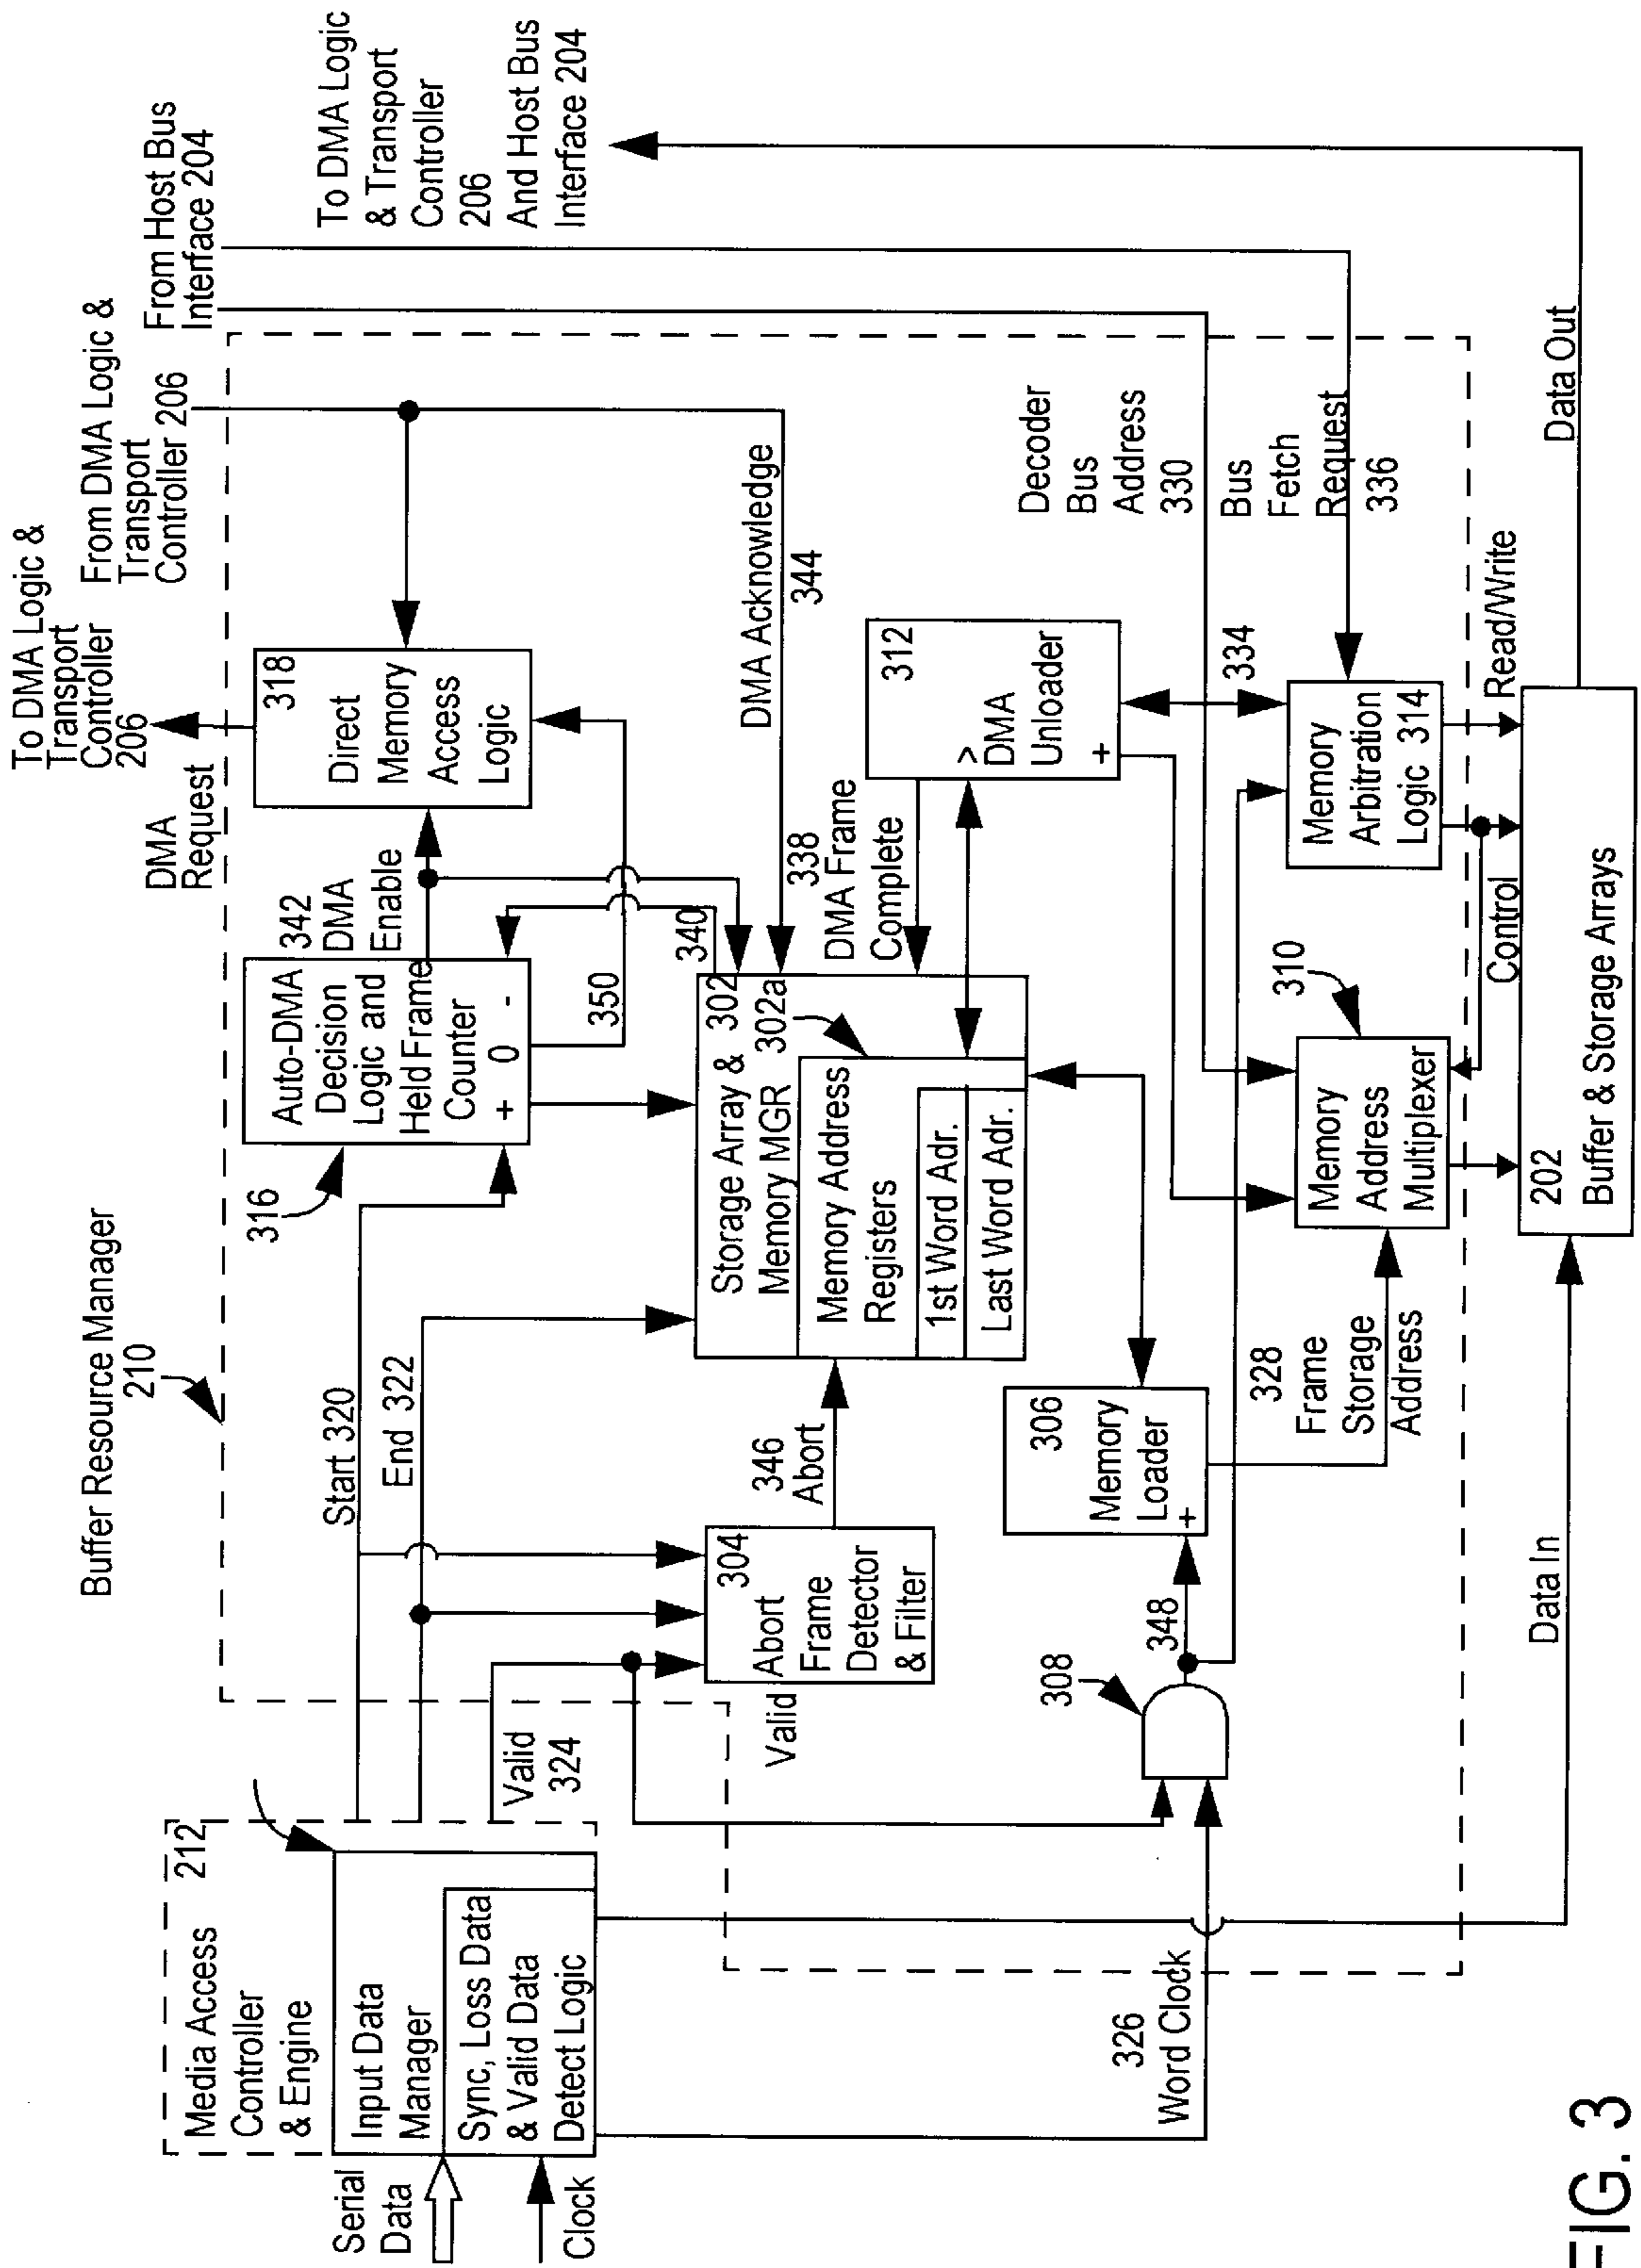 Buffer Resource Manager
210
Media Access
Controller
& Engine
212
Input Data
Manager
Sync, Loss Data
& Valid Data
Detect Logic
Serial
Data
Clock
Start 320
End 322
Valid
324
Valid
326
Word Clock
Data In
304
Abort
Frame
Detector
& Filter
346
Abort
308
348
306
Memory
Loader
+
316
Auto-DMA
Decision
Logic and
Held Frame
Counter
+ 0 -
342
DMA
Enable
350
340
Storage Array & 302
Memory MGR 302a
Memory Address
Registers
1st Word Adr.
Last Word Adr.
318
Direct
Memory
Access
Logic
DMA
Request
To DMA Logic &
Transport
Controller
206
From DMA Logic &
Transport
Controller 206
From Host Bus
Interface 204
To DMA Logic
& Transport
Controller
206
And Host Bus
Interface 204
DMA Acknowledge
344
338
DMA Frame
Complete
312
>
DMA
Unloader
+
Decoder
Bus
Address
330
Bus
Fetch
Request
336
334
328
Frame
Storage
Address
310
Memory
Address
Multiplexer
Memory
Arbitration
Logic 314
Control
Read/Write
202
Buffer & Storage Arrays
Data Out
FIG. 3